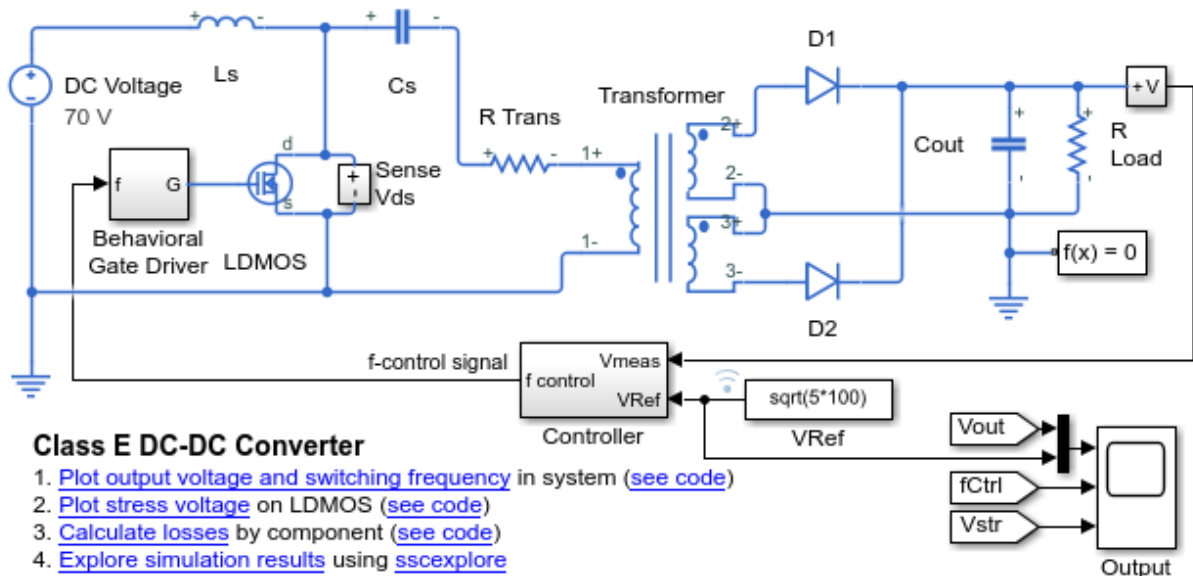 + -
+ - D1
DC Voltage
70 V
Ls
Cs
Transformer
+ V
R Trans
2+
+ +
Cout
R
Load
d
+ - 1+
+
-
Sense
Vds
2-
f G
s
3+
- -
Behavioral
Gate Driver
LDMOS
1-
3-
f(x) = 0
D2
f-control signal
Vmeas
f control
VRef
sqrt(5*100)
Controller
VRef
Vout
fCtrl
Vstr
Output
Class E DC-DC Converter
1. Plot output voltage and switching frequency in system (see code)
2. Plot stress voltage on LDMOS (see code)
3. Calculate losses by component (see code)
4. Explore simulation results using sscexplore